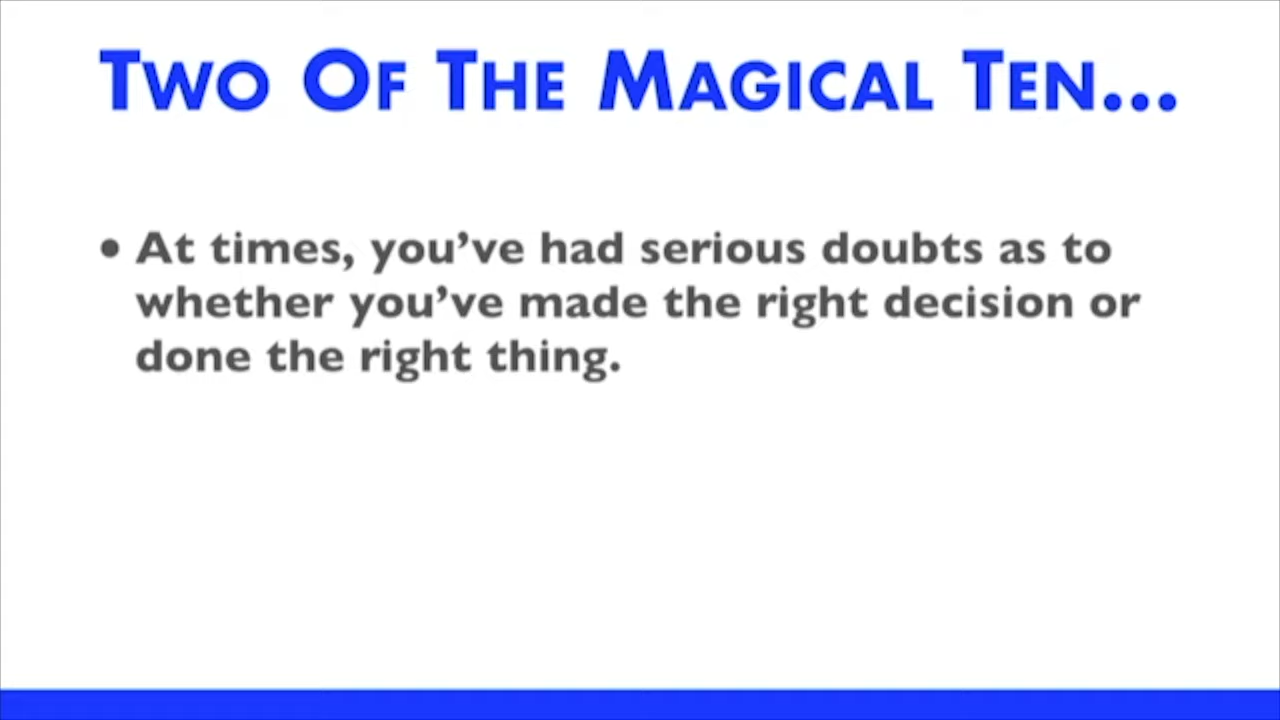 Two Of The Magical Ten...
• At times, you’ve had serious doubts as to
whether you’ve made the right decision or
done the right thing.